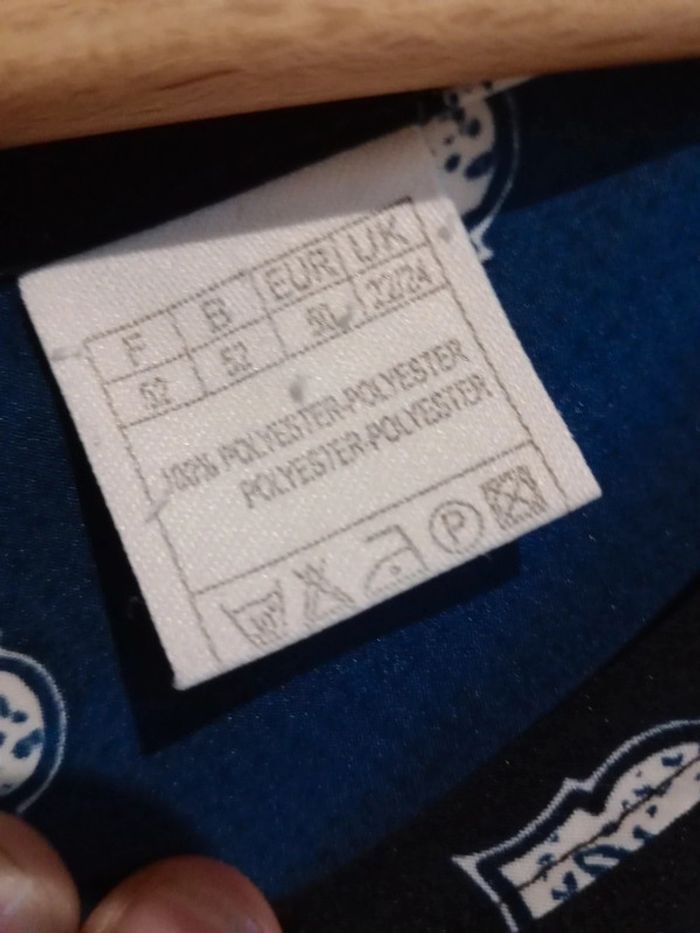 F B EUR UK
52 52 50 22/24
100% POLYESTER-POLYESTER
POLYESTER-POLYESTER
P